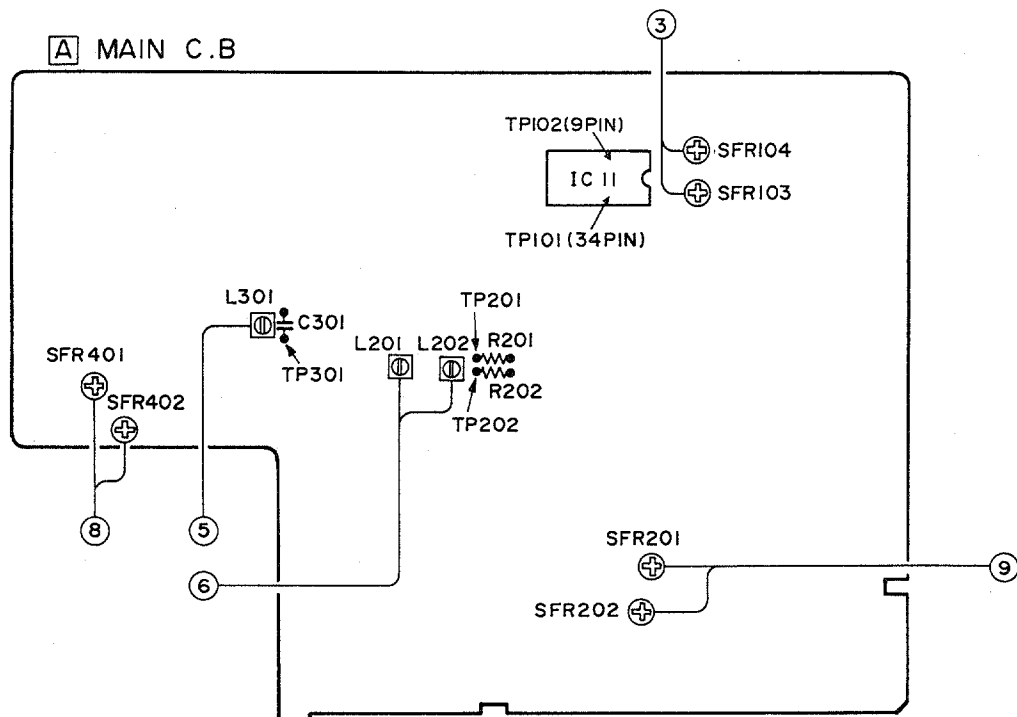 3
A MAIN C.B
TP102(9PIN)
SFR104
IC 11
SFR103
TP101(34PIN)
L301
C301
TP201
L201
L202
R201
SFR401
TP301
R202
SFR402
TP202
8
5
SFR201
9
6
SFR202